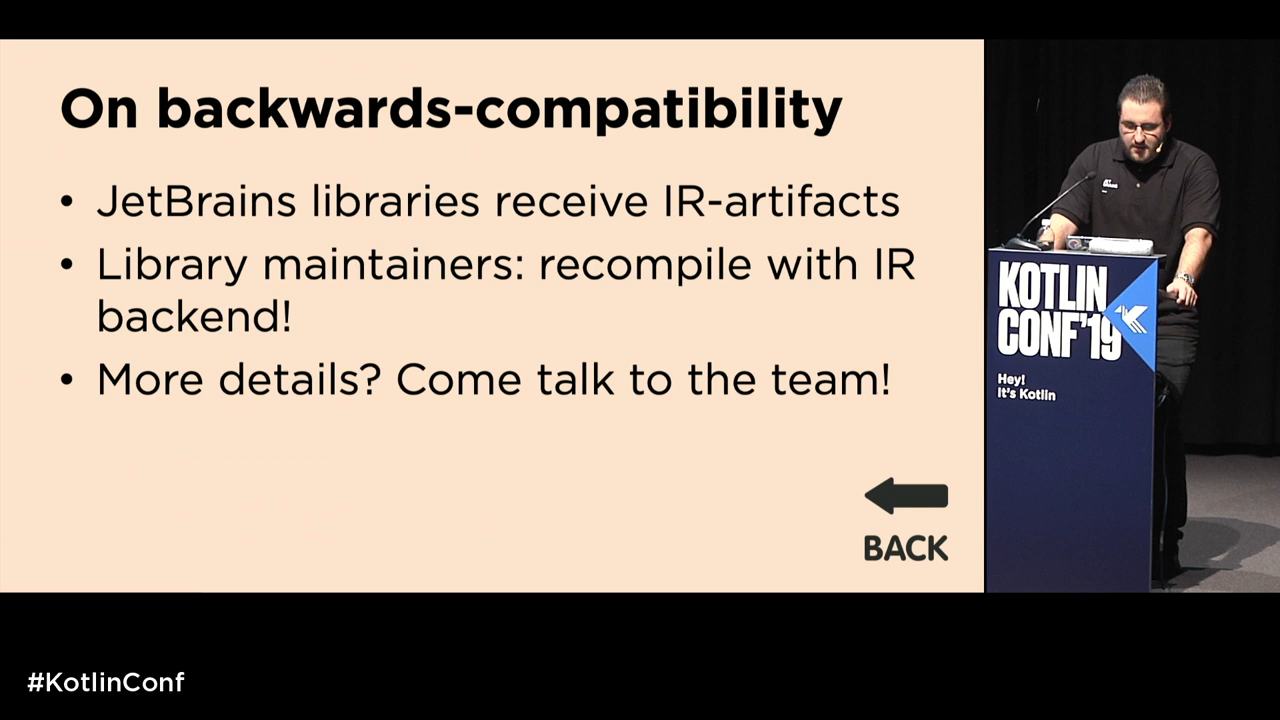 On backwards-compatibility
• JetBrains libraries receive IR-artifacts
• Library maintainers: recompile with IR
backend!
• More details? Come talk to the team!
BACK
KOTLIN
CONF'19
Hey!
It's Kotlin
#KotlinConf